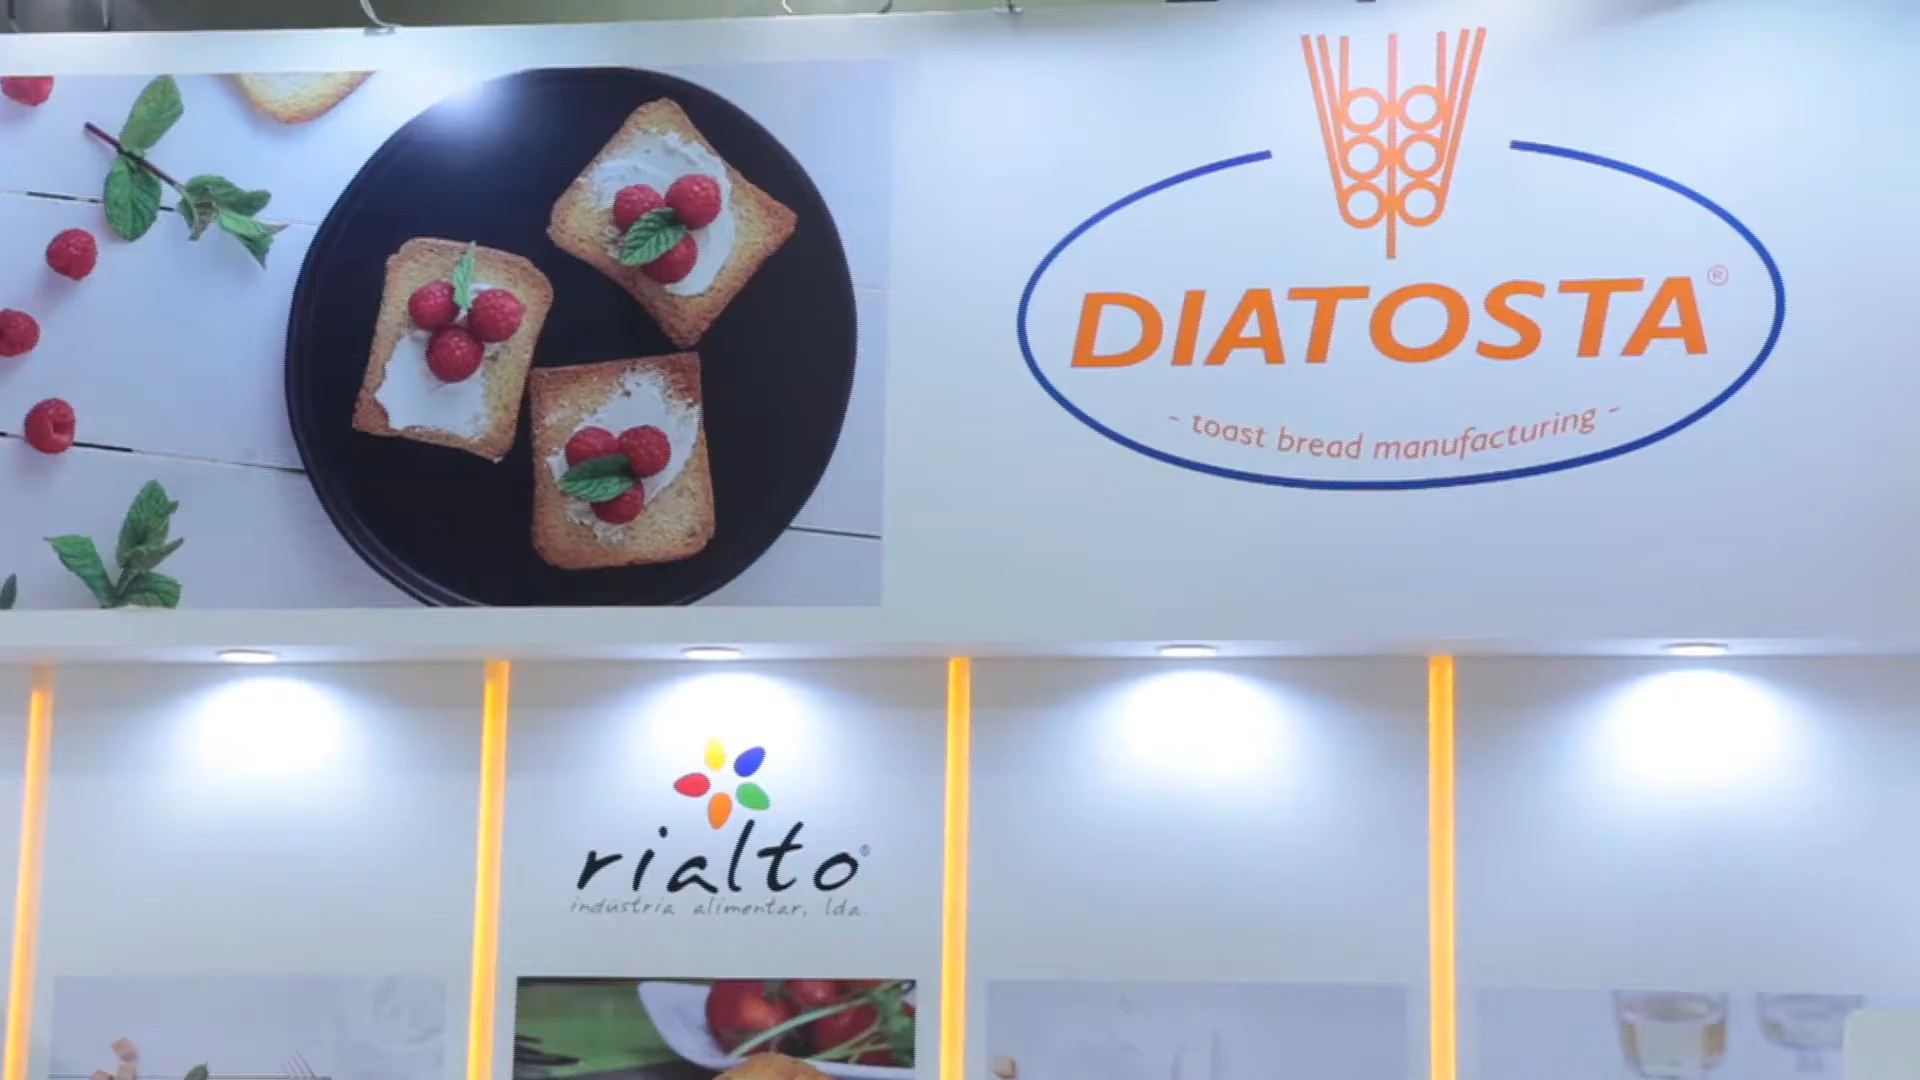 DIATOSTA®
- toast bread manufacturing -
rialto®
indústria alimentar, lda.